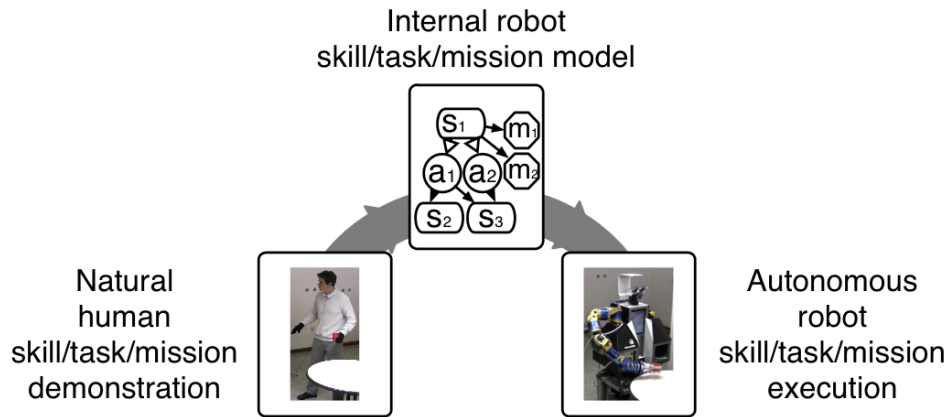 Internal robot
skill/task/mission model
s1
m1
m2
a1 a2
s2 s3
Natural
human
skill/task/mission
demonstration
Autonomous
robot
skill/task/mission
execution